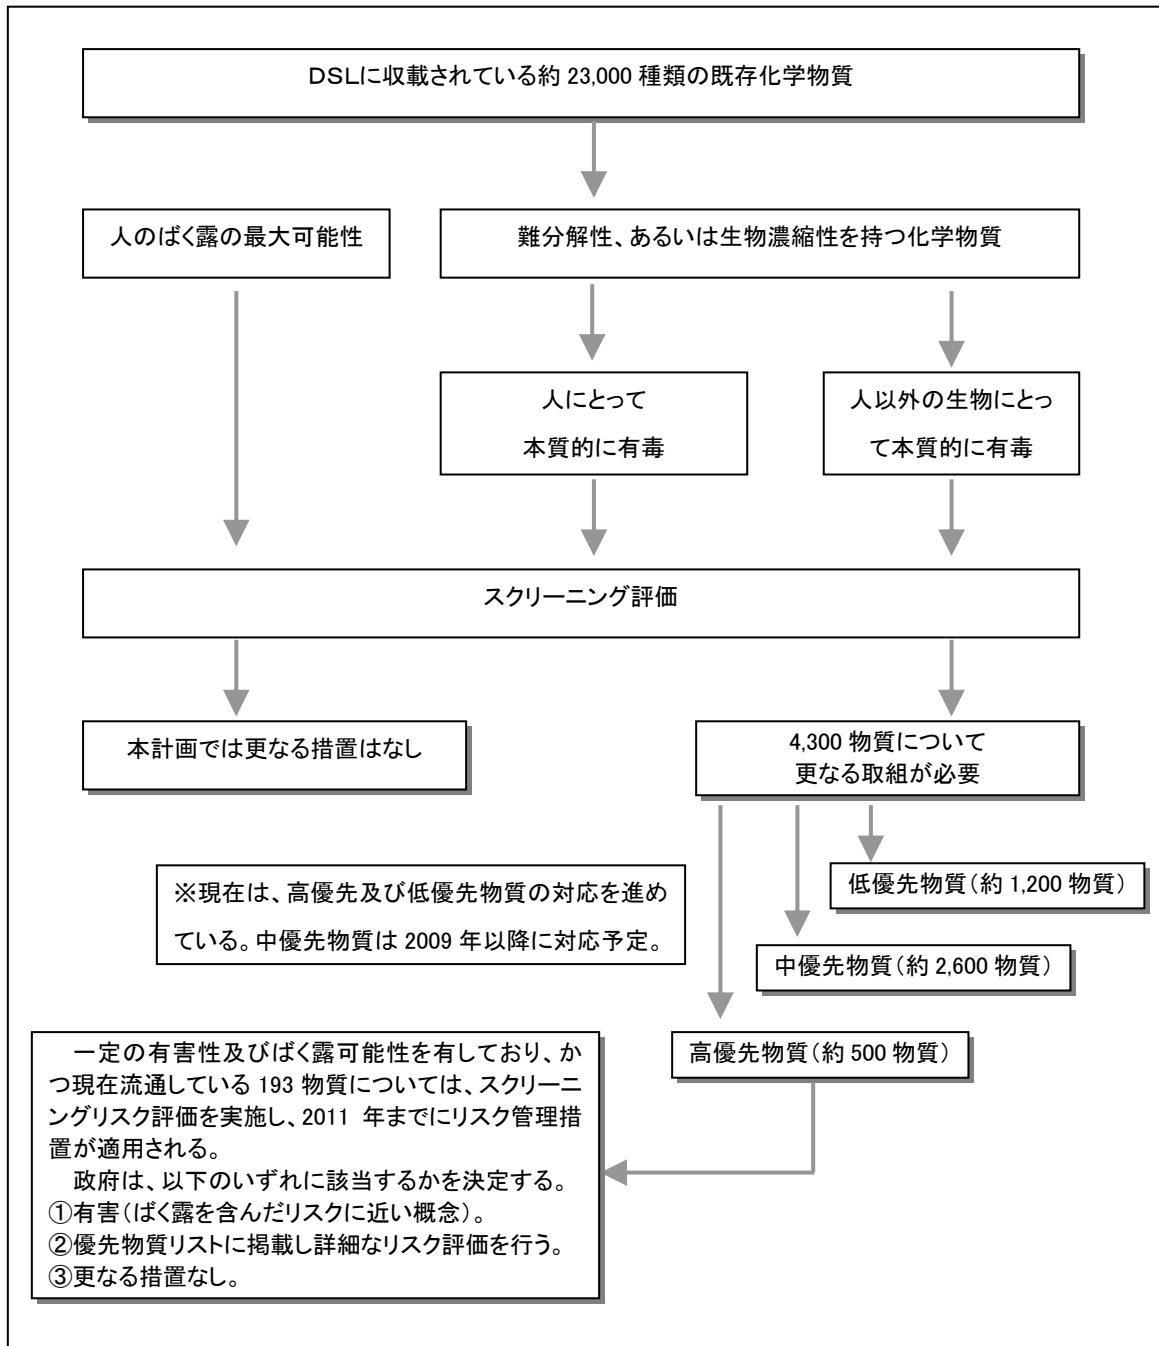 DSLに収載されている約 23,000 種類の既存化学物質
人のばく露の最大可能性
難分解性、あるいは生物濃縮性を持つ化学物質
人にとって
本質的に有毒
人以外の生物にとっ
て本質的に有毒
スクリーニング評価
本計画では更なる措置はなし
4,300 物質について
更なる取組が必要
低優先物質（約 1,200 物質）
※現在は、高優先及び低優先物質の対応を進め
ている。中優先物質は 2009 年以降に対応予定。
中優先物質（約 2,600 物質）
高優先物質（約 500 物質）
一定の有害性及びばく露可能性を有しており、か
つ現在流通している 193 物質については、スクリーニ
ングリスク評価を実施し、2011 年までにリスク管理措
置が適用される。
政府は、以下のいずれに該当するかを決定する。
①有害（ばく露を含んだリスクに近い概念）。
②優先物質リストに掲載し詳細なリスク評価を行う。
③更なる措置なし。